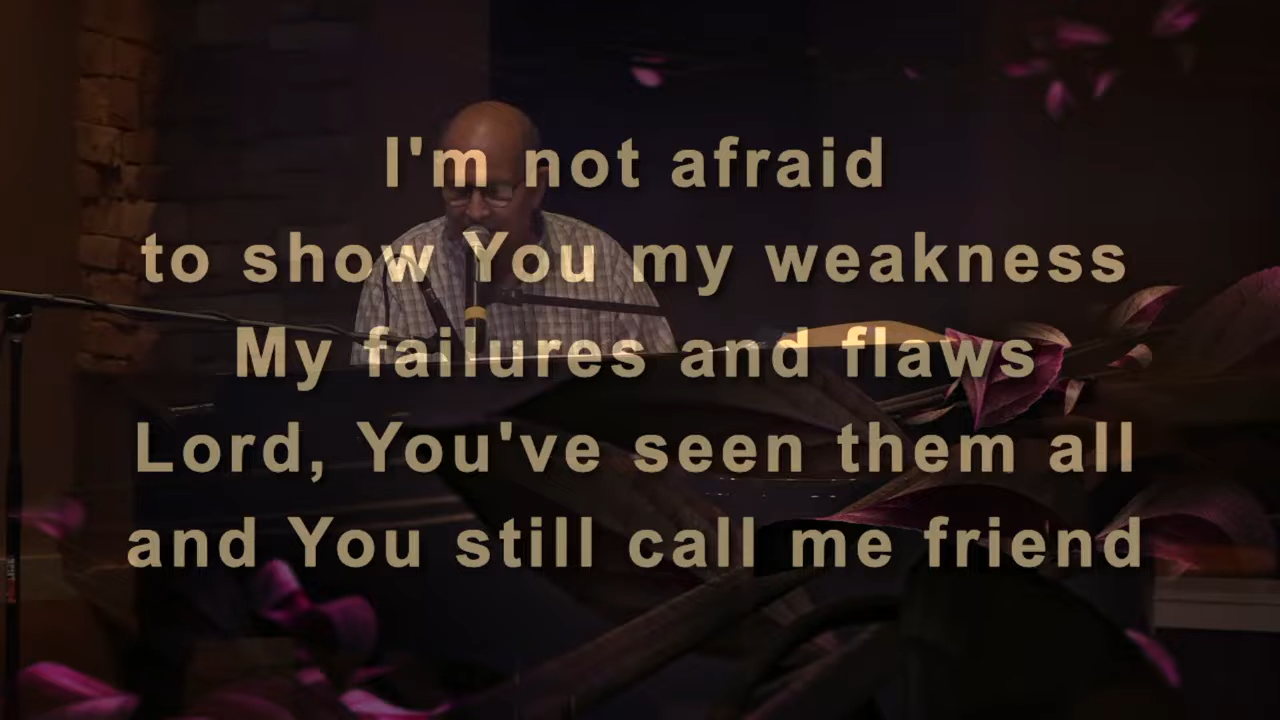 I'm not afraid
to show You my weakness
My failures and flaws
Lord, You've seen them all
and You still call me friend